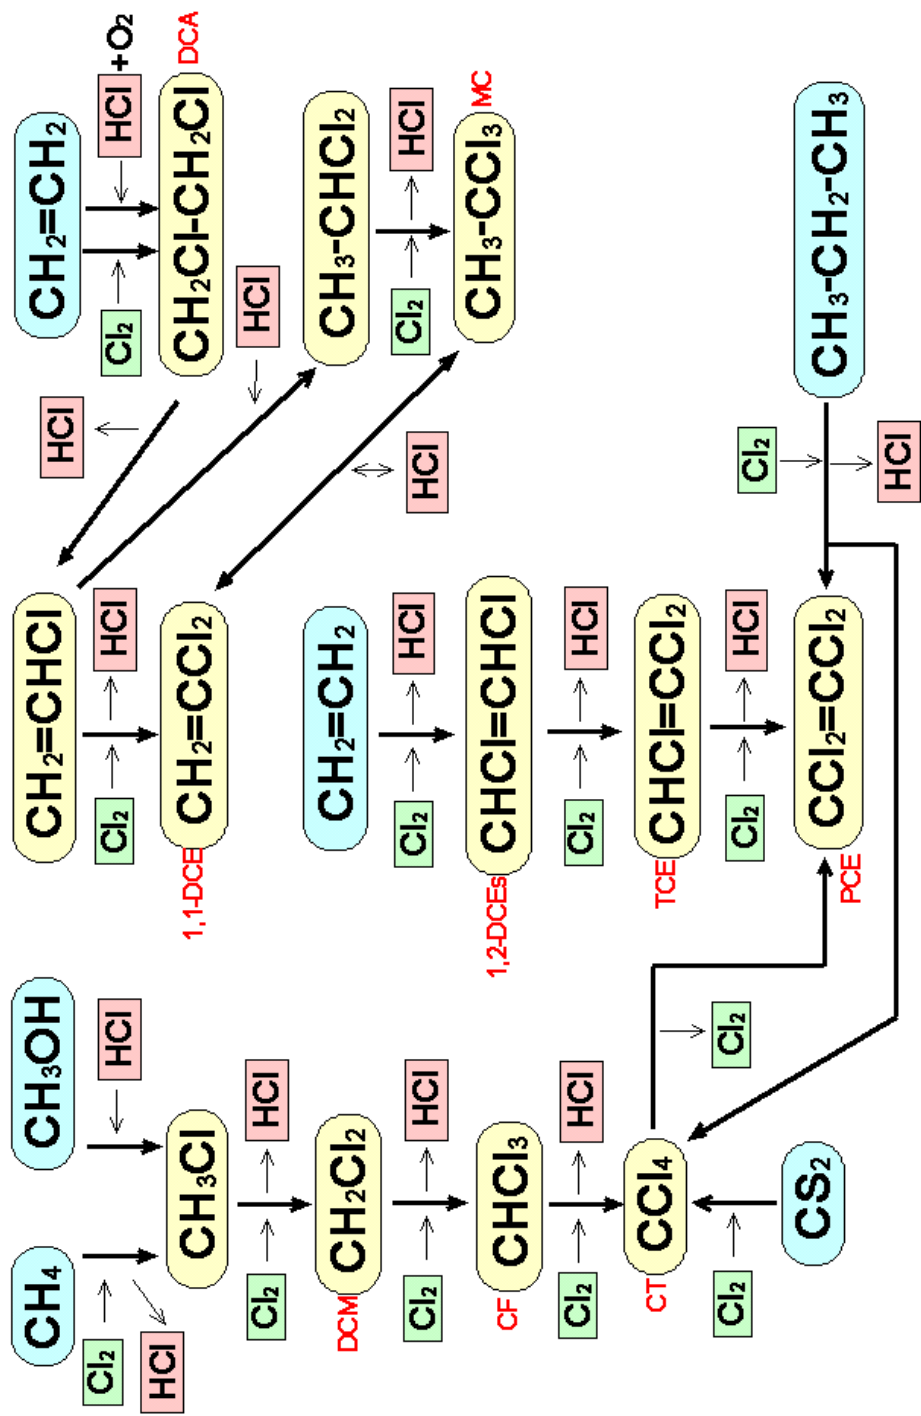 CH₄
CH₃OH
CH₂=CHCl
CH₂=CH₂
HCl
Cl₂
HCl
Cl₂
HCl
Cl₂
HCl +O₂
HCl
CH₃Cl
1,1-DCE
CH₂=CCl₂
CH₂Cl-CH₂Cl
DCA
Cl₂
HCl
HCl
DCM
CH₂Cl₂
CH₂=CH₂
CH₃-CHCl₂
Cl₂
HCl
Cl₂
HCl
HCl
Cl₂
HCl
CF
CHCl₃
1,2-DCEs
CHCl=CHCl
CH₃-CCl₃
MC
Cl₂
HCl
Cl₂
HCl
CT
CCl₄
TCE
CHCl=CCl₂
Cl₂
Cl₂
Cl₂
HCl
Cl₂
CS₂
PCE
CCl₂=CCl₂
CH₃-CH₂-CH₃
HCl